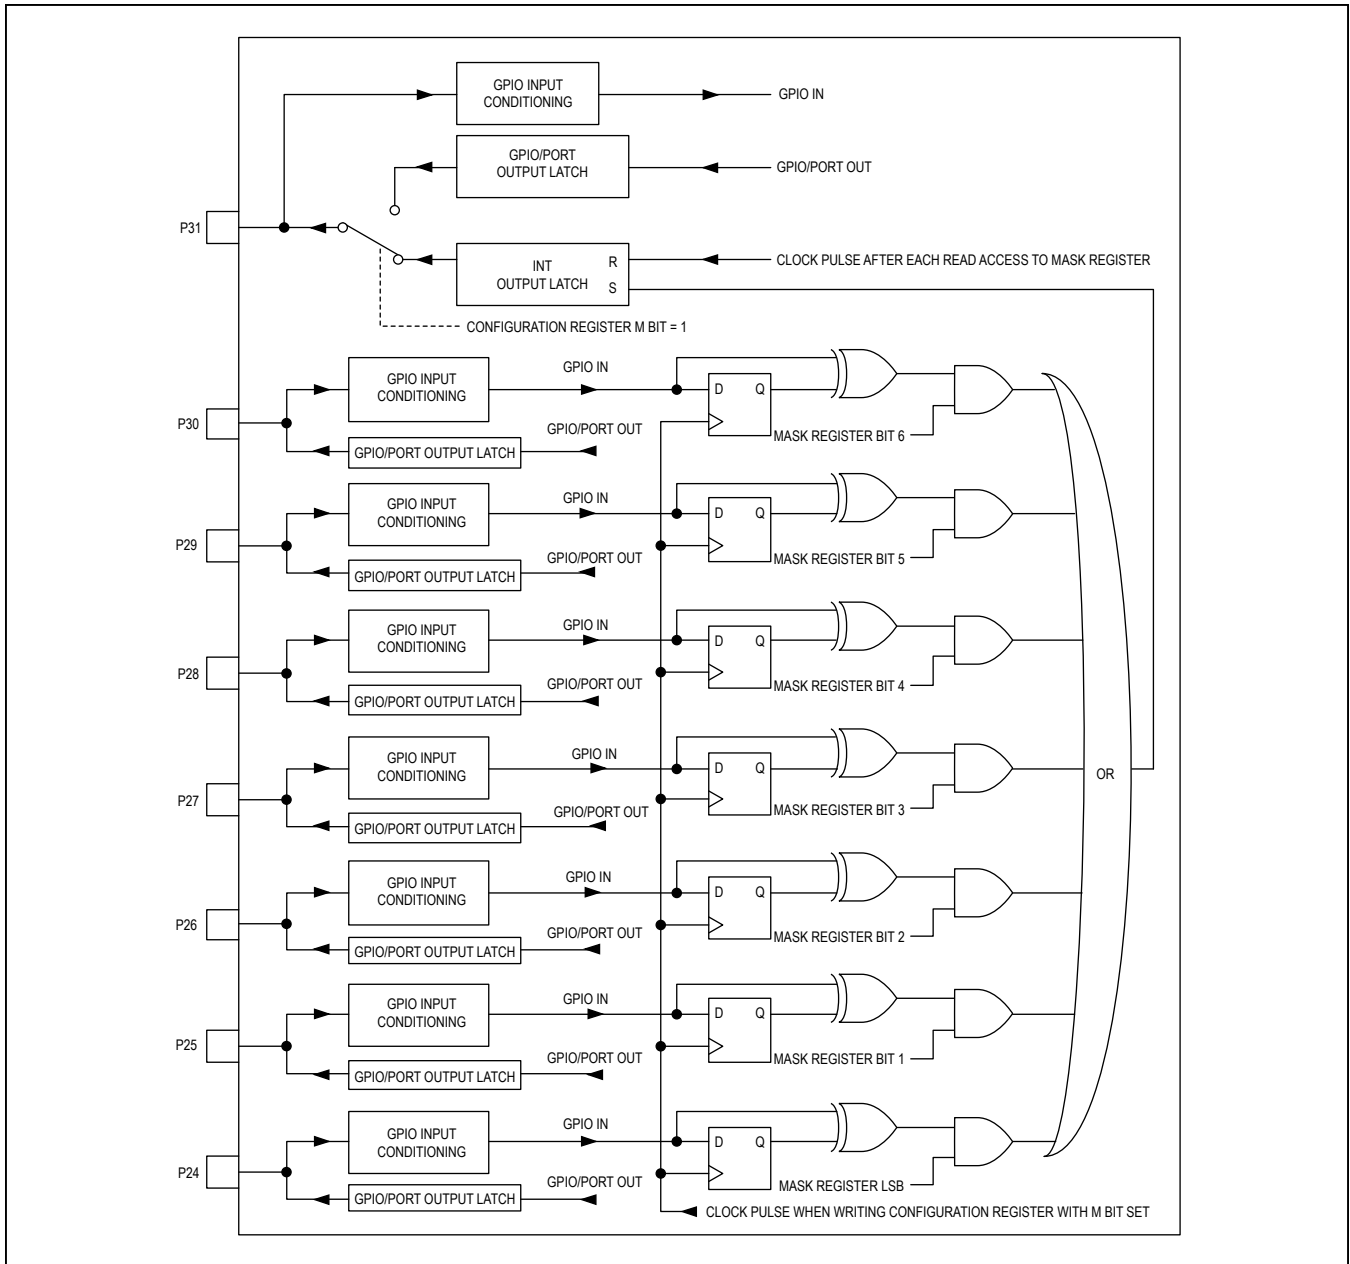 GPIO INPUT
CONDITIONING
GPIO IN
GPIO/PORT
OUTPUT LATCH
GPIO/PORT OUT
P31
INT
OUTPUT LATCH
R
S
CLOCK PULSE AFTER EACH READ ACCESS TO MASK REGISTER
CONFIGURATION REGISTER M BIT = 1
P30
GPIO INPUT
CONDITIONING
GPIO IN
GPIO/PORT OUT
GPIO/PORT OUTPUT LATCH
D Q
MASK REGISTER BIT 6
P29
GPIO INPUT
CONDITIONING
GPIO IN
GPIO/PORT OUT
GPIO/PORT OUTPUT LATCH
D Q
MASK REGISTER BIT 5
P28
GPIO INPUT
CONDITIONING
GPIO IN
GPIO/PORT OUT
GPIO/PORT OUTPUT LATCH
D Q
MASK REGISTER BIT 4
P27
GPIO INPUT
CONDITIONING
GPIO IN
GPIO/PORT OUT
GPIO/PORT OUTPUT LATCH
D Q
MASK REGISTER BIT 3
OR
P26
GPIO INPUT
CONDITIONING
GPIO IN
GPIO/PORT OUT
GPIO/PORT OUTPUT LATCH
D Q
MASK REGISTER BIT 2
P25
GPIO INPUT
CONDITIONING
GPIO IN
GPIO/PORT OUT
GPIO/PORT OUTPUT LATCH
D Q
MASK REGISTER BIT 1
P24
GPIO INPUT
CONDITIONING
GPIO IN
GPIO/PORT OUT
GPIO/PORT OUTPUT LATCH
D Q
MASK REGISTER LSB
CLOCK PULSE WHEN WRITING CONFIGURATION REGISTER WITH M BIT SET